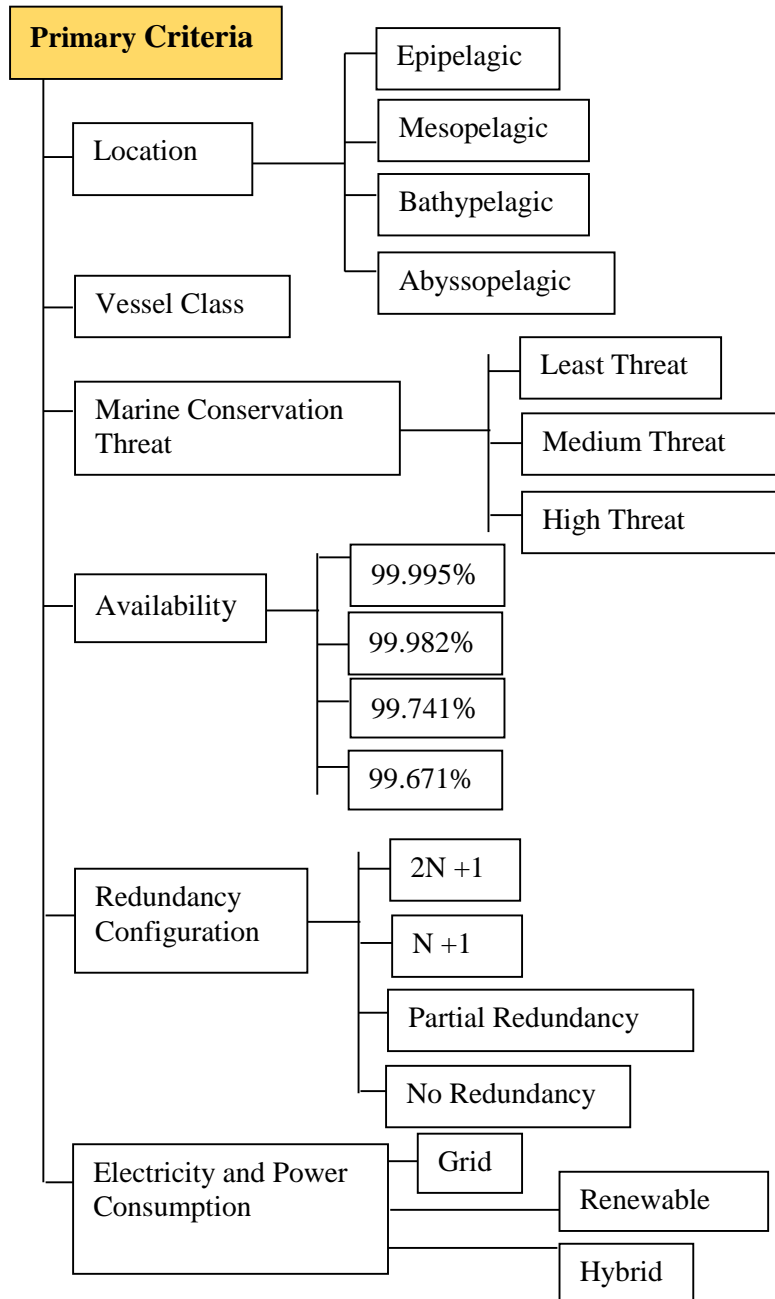 Primary Criteria
Location
Epipelagic
Mesopelagic
Bathypelagic
Abyssopelagic
Vessel Class
Marine Conservation
Threat
Least Threat
Medium Threat
High Threat
Availability
99.995%
99.982%
99.741%
99.671%
Redundancy
Configuration
2N +1
N +1
Partial Redundancy
No Redundancy
Electricity and Power
Consumption
Grid
Renewable
Hybrid